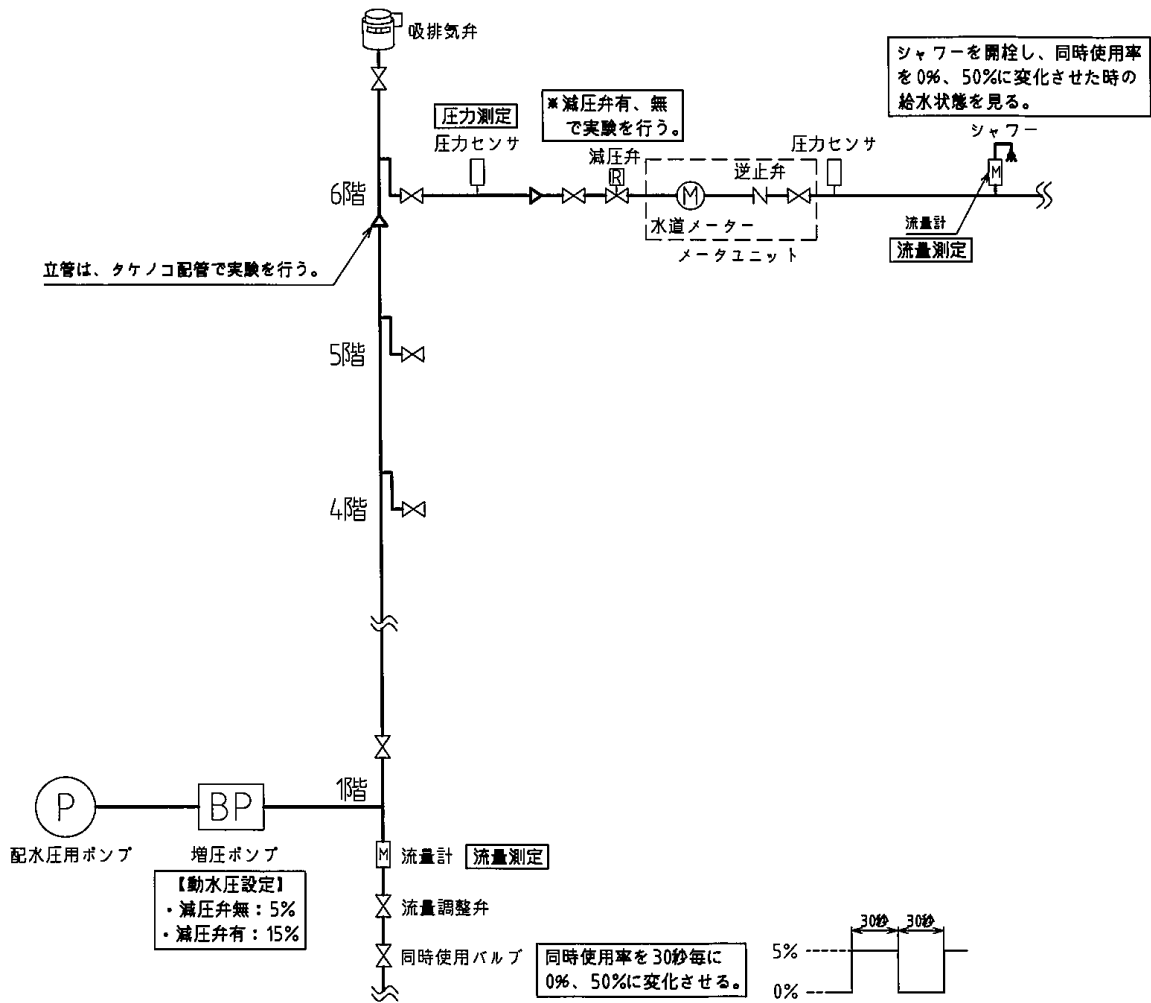 吸排気弁
シャワーを開栓し、同時使用率
を0%、50%に変化させた時の
給水状態を見る。
圧力測定
※減圧弁有、無
で実験を行う。
シャワー
圧力センサ
減圧弁
R
逆止弁
圧力センサ
M
6階
M
水道メーター
メータユニット
流量計
流量測定
立管は、タケノコ配管で実験を行う。
5階
4階
1階
P
BP
配水圧用ポンプ
増圧ポンプ
M
流量計
流量測定
【動水圧設定】
・減圧弁無:5%
・減圧弁有:15%
流量調整弁
同時使用バルブ
同時使用率を30秒毎に
0%、50%に変化させる。
30秒
30秒
5%
0%